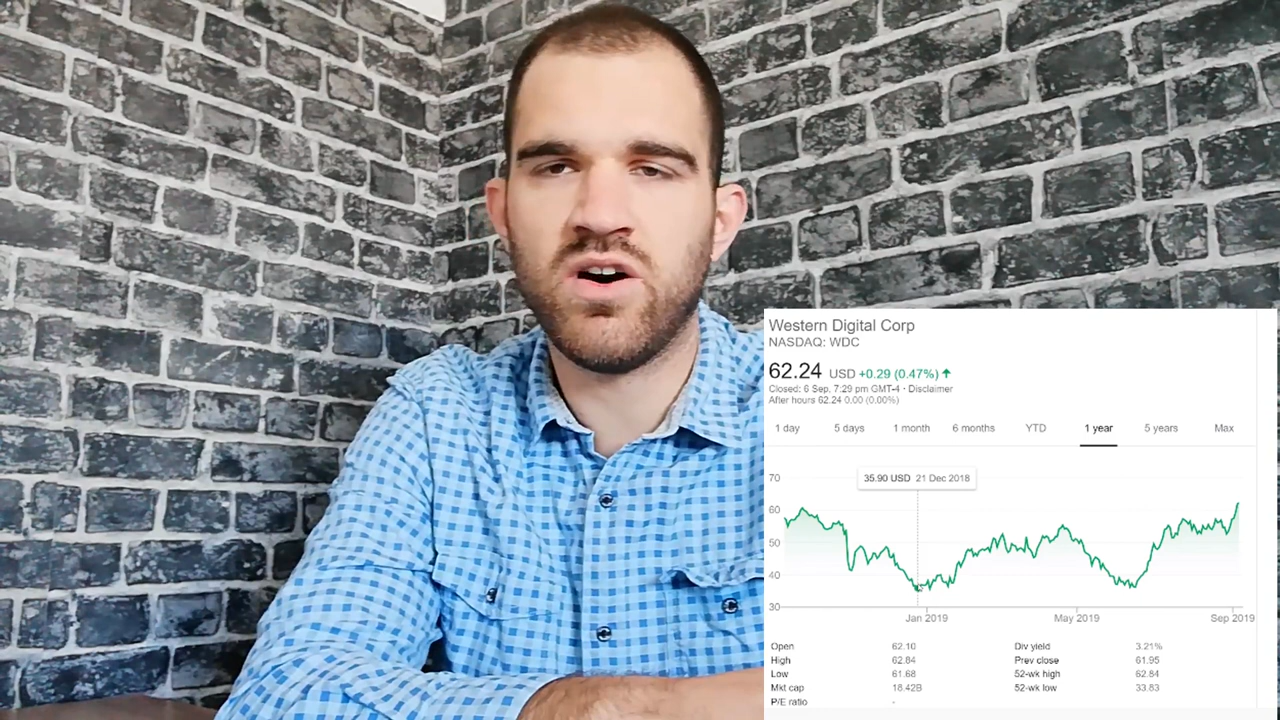 Western Digital Corp
NASDAQ: WDC
62.24 USD +0.29 (0.47%) ↑
Closed: 6 Sep, 7:29 pm GMT-4 · Disclaimer
After hours 62.24 0.00 (0.00%)
1 day 5 days 1 month 6 months YTD 1 year 5 years Max
35.90 USD 21 Dec 2018
70
60
50
40
30
Jan 2019 May 2019 Sep 2019
Open 62.10 Div yield 3.21%
High 62.84 Prev close 61.95
Low 61.68 52-wk high 62.84
Mkt cap 18.42B 52-wk low 33.83
P/E ratio -